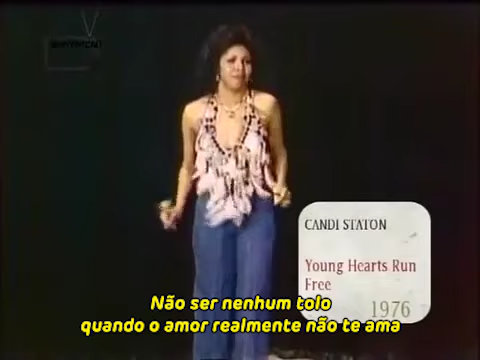 CANDI STATON
Young Hearts Run
Free
1976
Não ser nenhum tolo
quando o amor realmente não te ama